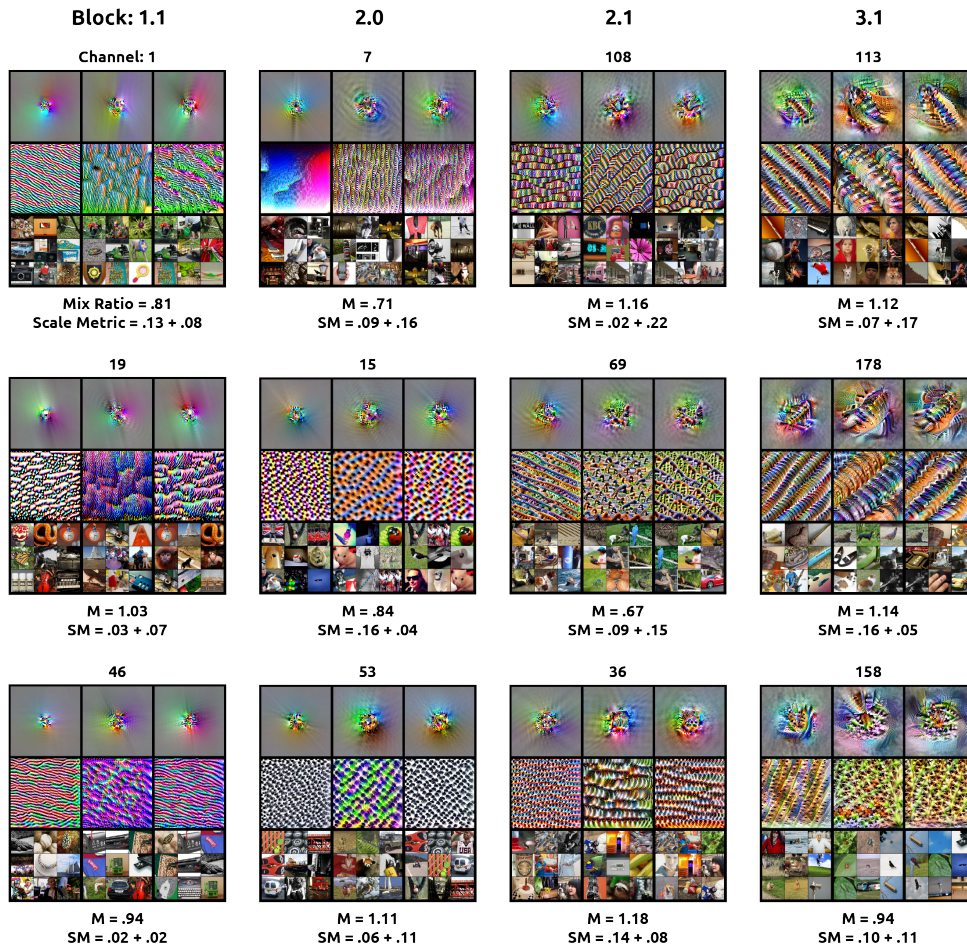 Block: 1.1 2.0 2.1 3.1
Channel: 1 7 108 113
Mix Ratio = .81 M = .71 M = 1.16 M = 1.12
Scale Metric = .13 + .08 SM = .09 + .16 SM = .02 + .22 SM = .07 + .17
19 15 69 178
M = 1.03 M = .84 M = .67 M = 1.14
SM = .03 + .07 SM = .16 + .04 SM = .09 + .15 SM = .16 + .05
46 53 36 158
M = .94 M = 1.11 M = 1.18 M = .94
SM = .02 + .02 SM = .06 + .11 SM = .14 + .08 SM = .10 + .11